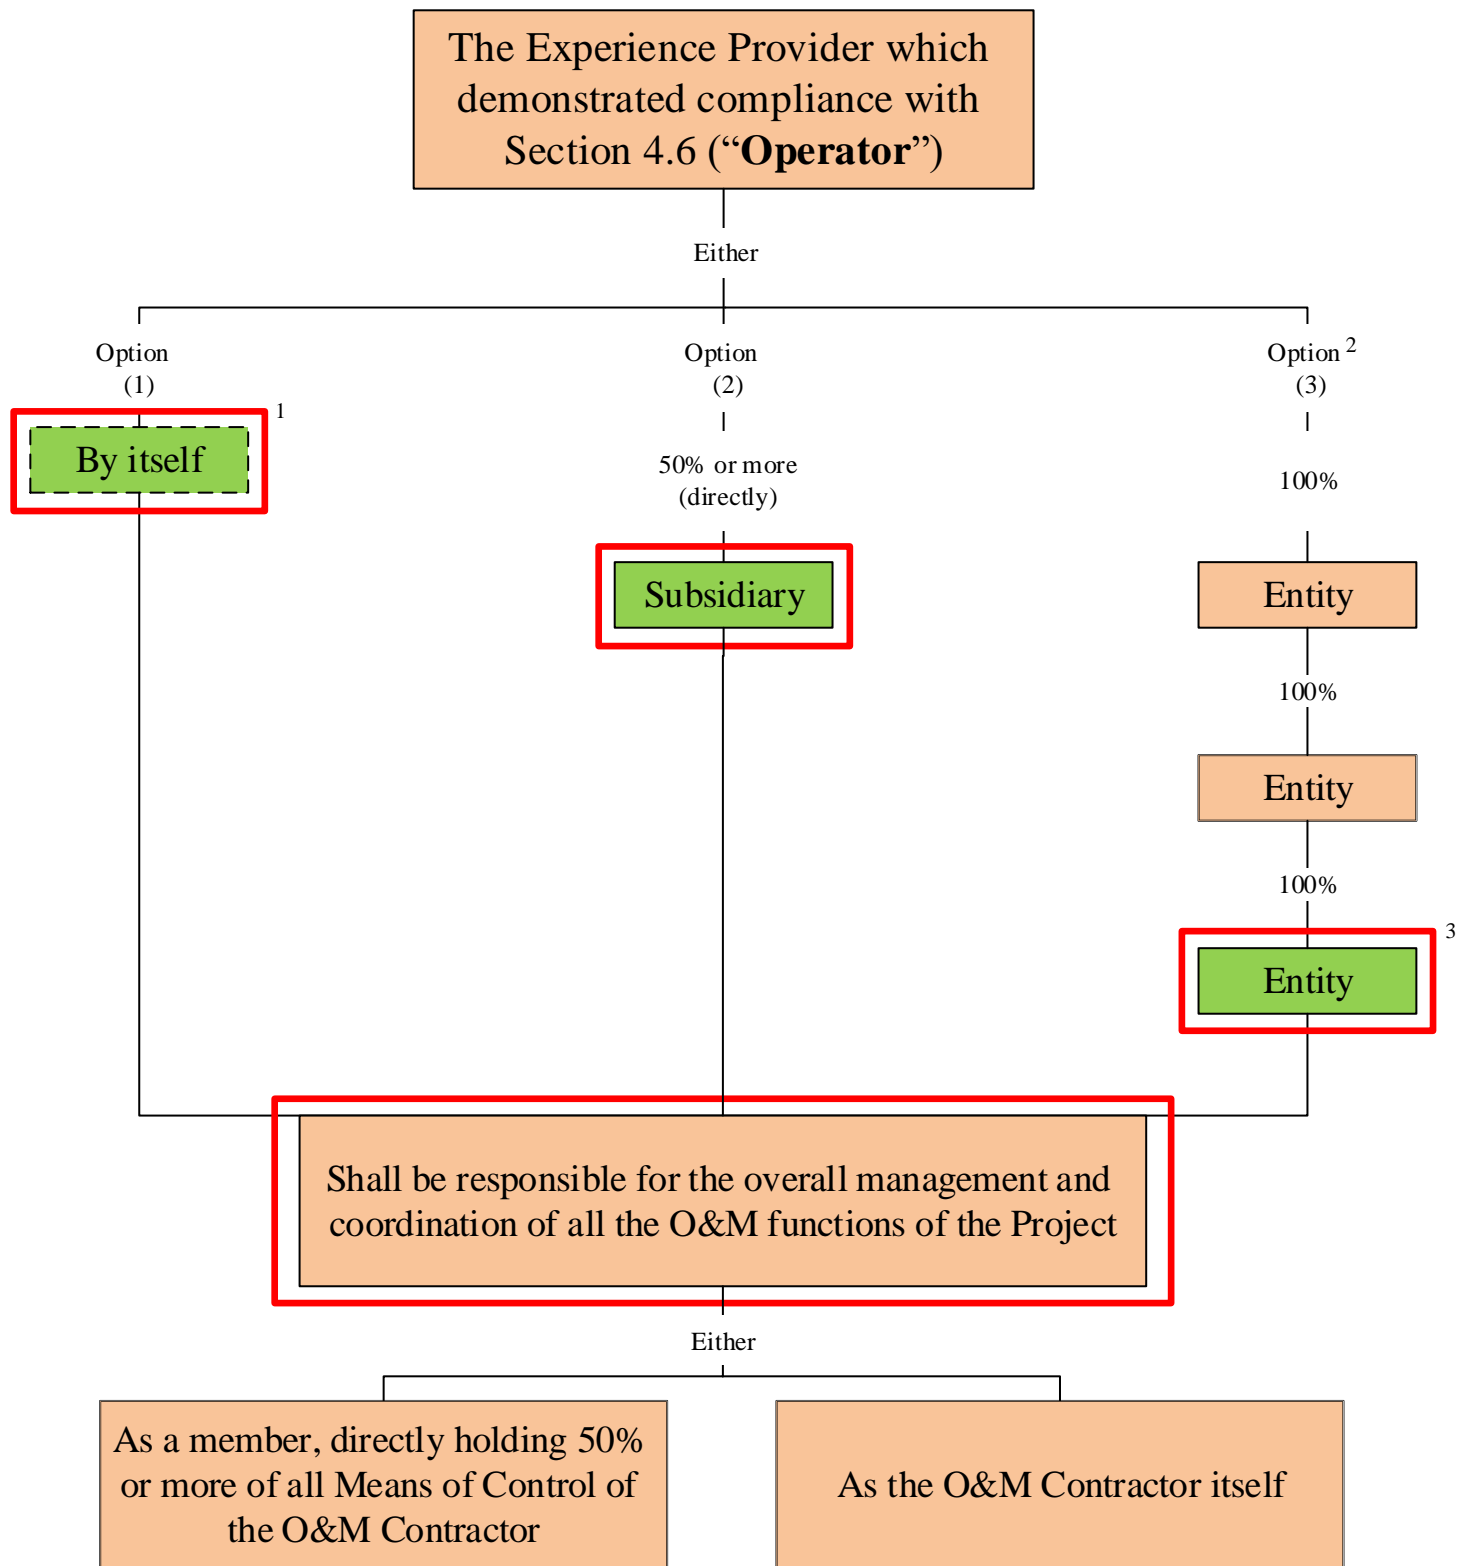 The Experience Provider which
demonstrated compliance with
Section 4.6 (“Operator”)
Either
Option
(1)
Option
(2)
Option 2
(3)
1
By itself
50% or more
(directly)
100%
Subsidiary
Entity
100%
Entity
100%
3
Entity
Shall be responsible for the overall management and
coordination of all the O&M functions of the Project
Either
As a member, directly holding 50%
or more of all Means of Control of
the O&M Contractor
As the O&M Contractor itself